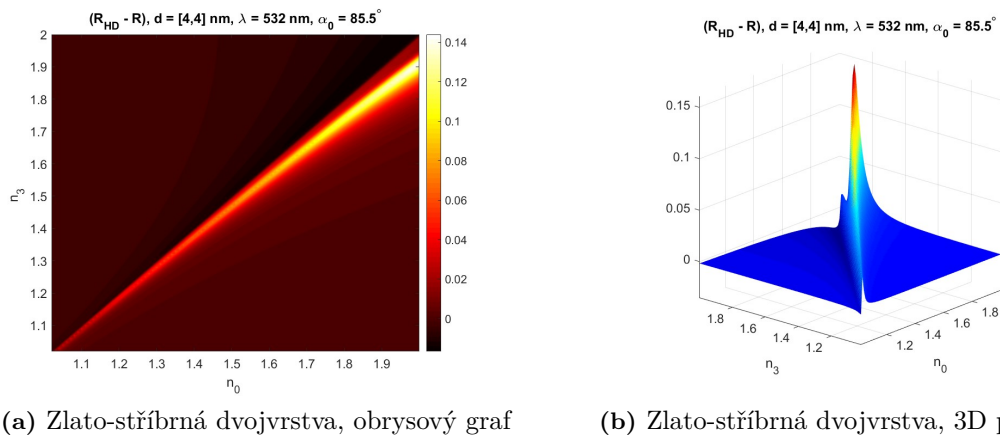 (R_HD - R), d = [4,4] nm, λ = 532 nm, α_0 = 85.5°
2
1.9
1.8
1.7
1.6
1.5
1.4
1.3
1.2
1.1
n_3
1.1 1.2 1.3 1.4 1.5 1.6 1.7 1.8 1.9
n_0
0.14
0.12
0.1
0.08
0.06
0.04
0.02
0
(a) Zlato-stříbrná dvojvrstva, obrysový graf
(R_HD - R), d = [4,4] nm, λ = 532 nm, α_0 = 85.5°
0.15
0.1
0.05
0
1.8 1.6 1.4 1.2
n_3
1.2 1.4 1.6 1.8
n_0
(b) Zlato-stříbrná dvojvrstva, 3D